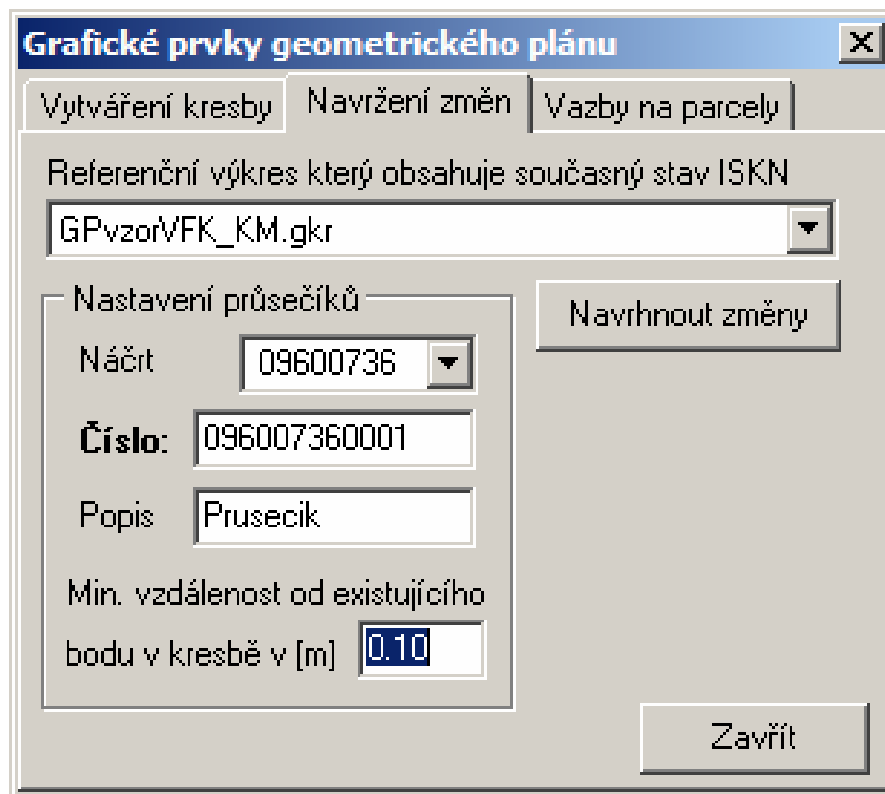 Grafické prvky geometrického plánu
Vytváření kresby Navržení změn Vazby na parcely
Referenční výkres který obsahuje současný stav ISKN
GPvzorVFK_KM.gkr
Nastavení průsečíků
Navrhnout změny
Náčrt 09600736
Číslo: 096007360001
Popis Prusecik
Min. vzdálenost od existujícího
bodu v kresbě v [m] 0.10
Zavřít